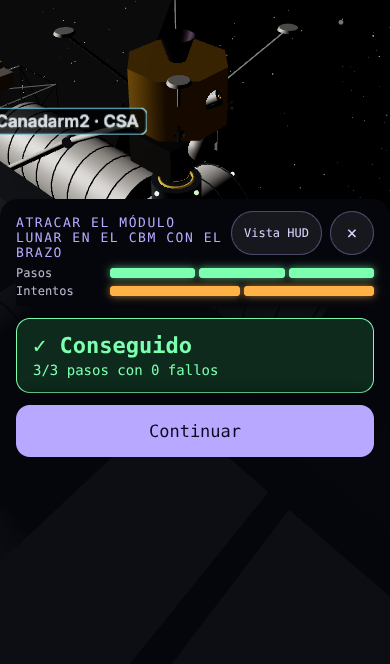 Canadarm2 · CSA
ATRACAR EL MÓDULO
LUNAR EN EL CBM CON EL
BRAZO
Vista HUD
×
Pasos
Intentos
✓ Conseguido
3/3 pasos con 0 fallos
Continuar